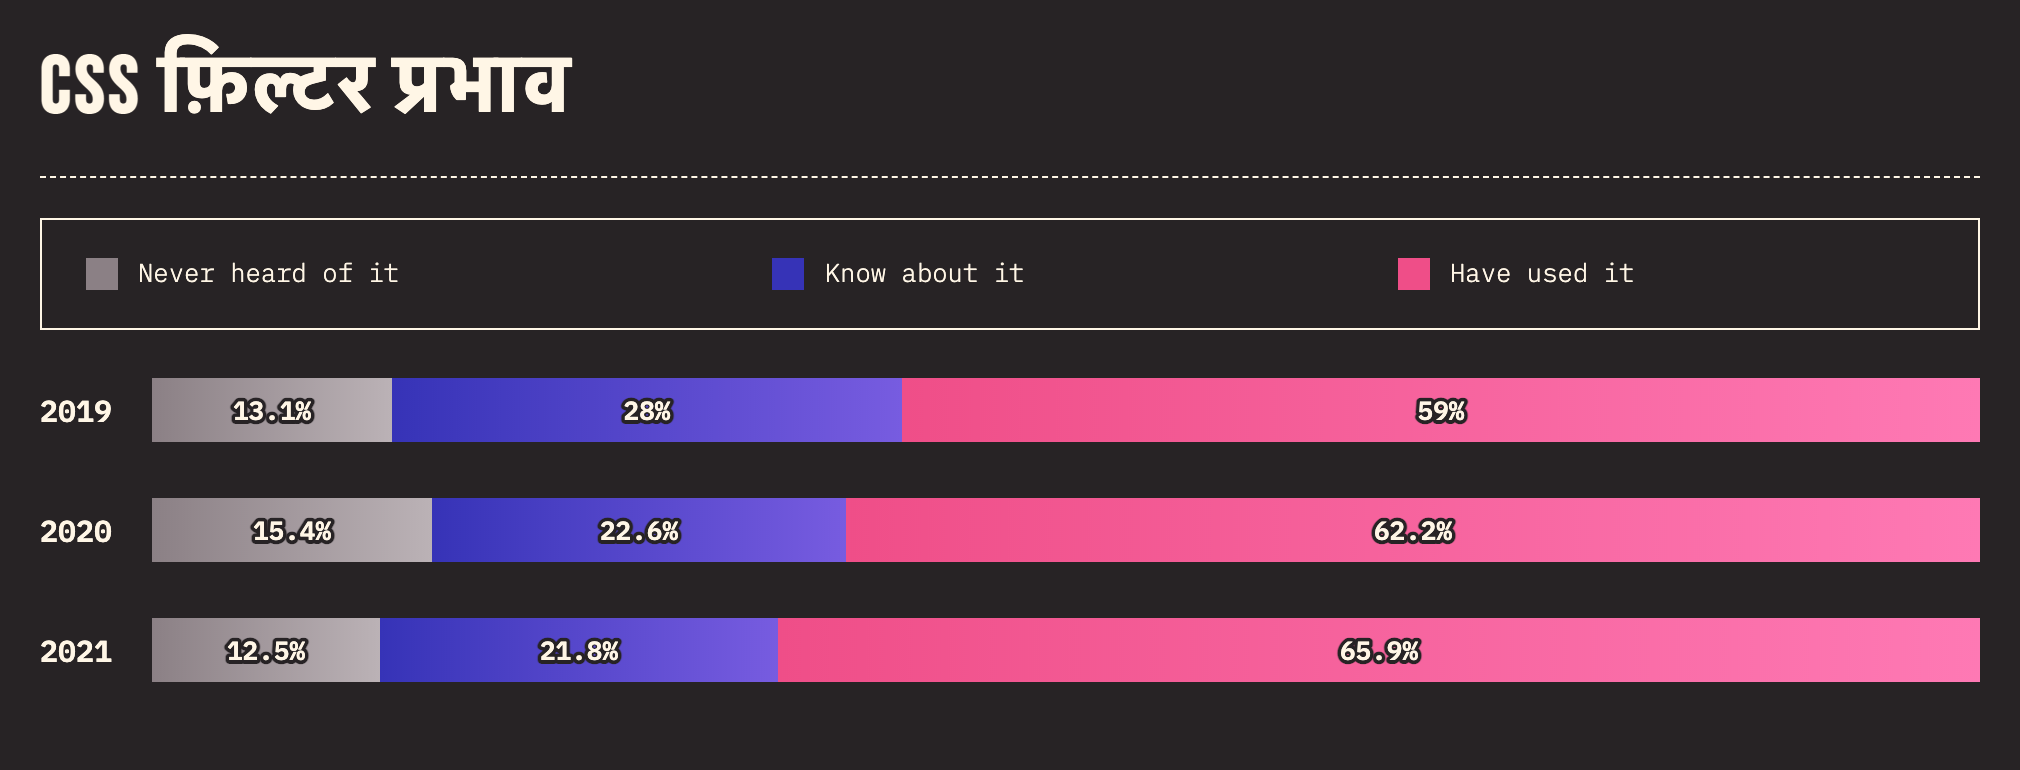 CSS फ़िल्टर प्रभाव
Never heard of it Know about it Have used it
2019 13.1% 28% 59%
2020 15.4% 22.6% 62.2%
2021 12.5% 21.8% 65.9%